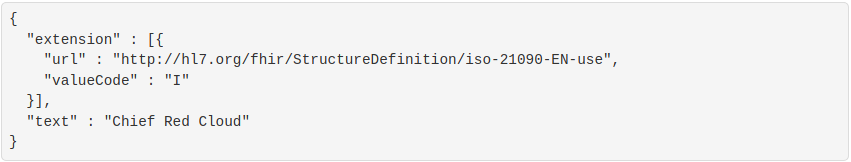 {
  "extension" : [{
    "url" : "http://hl7.org/fhir/StructureDefinition/iso-21090-EN-use",
    "valueCode" : "I"
  }],
  "text" : "Chief Red Cloud"
}